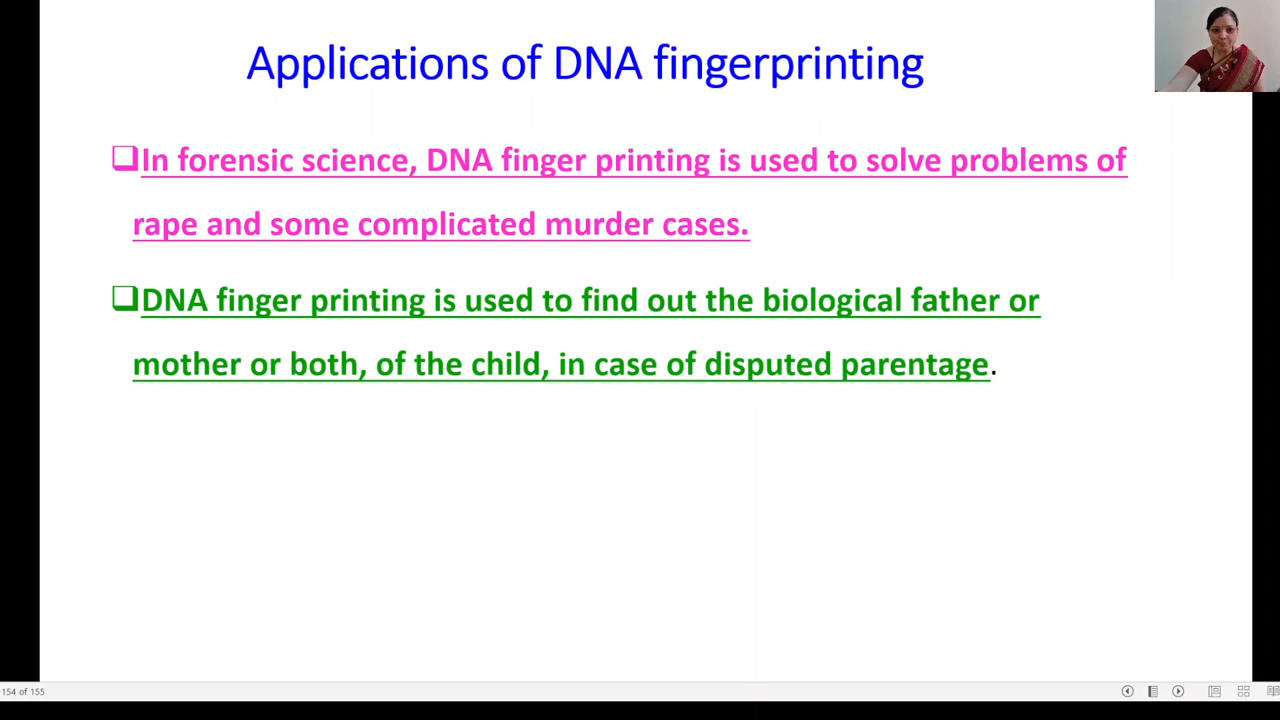 Applications of DNA fingerprinting
❑In forensic science, DNA finger printing is used to solve problems of
rape and some complicated murder cases.
❑DNA finger printing is used to find out the biological father or
mother or both, of the child, in case of disputed parentage.
154 of 155